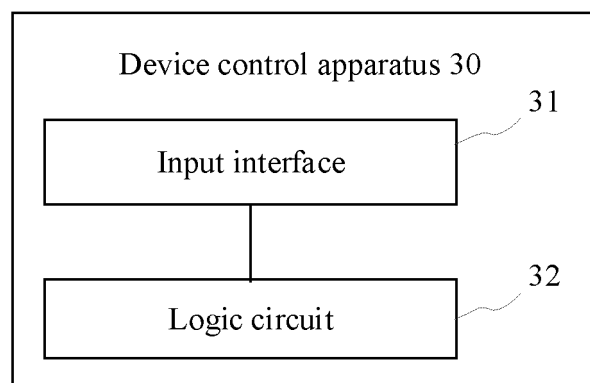 Device control apparatus 30
31
Input interface
32
Logic circuit